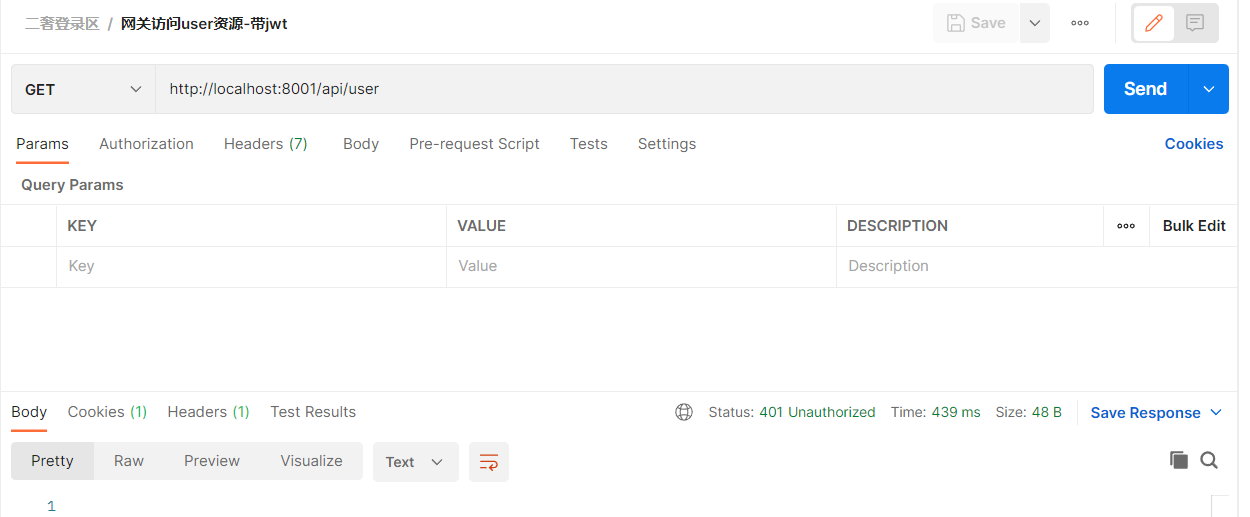 二奢登录区 / 网关访问user资源-带jwt
Save
GET http://localhost:8001/api/user Send
Params Authorization Headers (7) Body Pre-request Script Tests Settings Cookies
Query Params
KEY VALUE DESCRIPTION Bulk Edit
Key Value Description
Body Cookies (1) Headers (1) Test Results Status: 401 Unauthorized Time: 439 ms Size: 48 B Save Response
Pretty Raw Preview Visualize Text
1